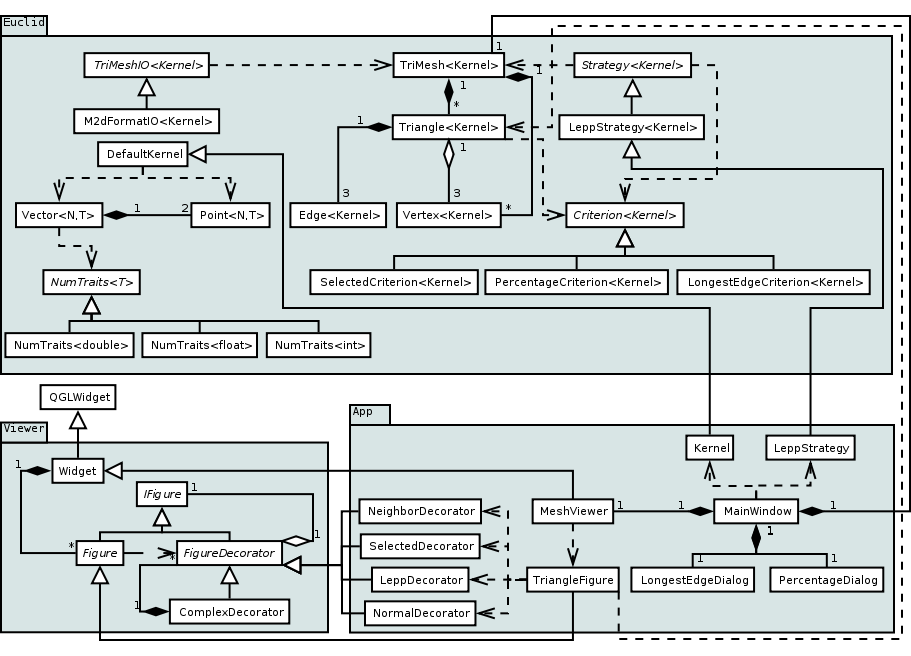 Euclid
1
TriMeshIO<Kernel>
TriMesh<Kernel>
1
Strategy<Kernel>
1
*
M2dFormatIO<Kernel>
1
Triangle<Kernel>
LeppStrategy<Kernel>
1
DefaultKernel
3
3
Vector<N,T>
1
2
Point<N,T>
Edge<Kernel>
Vertex<Kernel>
*
Criterion<Kernel>
NumTraits<T>
SelectedCriterion<Kernel>
PercentageCriterion<Kernel>
LongestEdgeCriterion<Kernel>
NumTraits<double>
NumTraits<float>
NumTraits<int>
QGLWidget
App
Viewer
Kernel
LeppStrategy
1
Widget
IFigure
1
NeighborDecorator
MeshViewer
1
1
MainWindow
1
1
1
*
Figure
*
FigureDecorator
SelectedDecorator
1
1
LeppDecorator
TriangleFigure
LongestEdgeDialog
PercentageDialog
1
ComplexDecorator
NormalDecorator